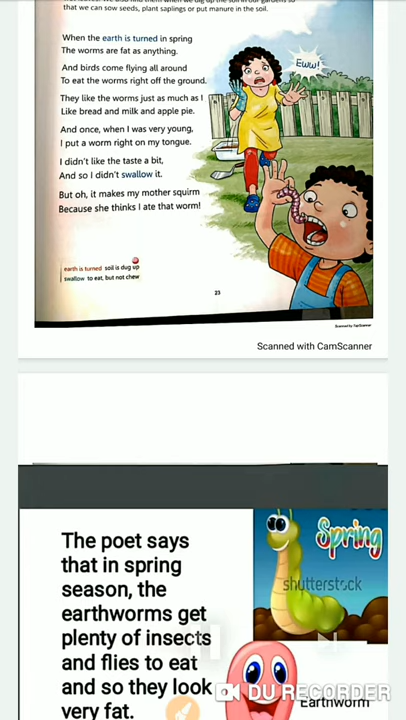 that we can sow seeds, plant saplings or put manure in the soil.
When the earth is turned in spring
The worms are fat as anything.
And birds come flying all around
To eat the worms right off the ground.
They like the worms just as much as I
Like bread and milk and apple pie.
And once, when I was very young,
I put a worm right on my tongue.
I didn't like the taste a bit,
And so I didn't swallow it.
But oh, it makes my mother squirm
Because she thinks I ate that worm!
Eww!
earth is turned soil is dug up
swallow to eat, but not chew
23
Scanned by TapScanner
Scanned with CamScanner
The poet says
that in spring
season, the
earthworms get
plenty of insects
and flies to eat
and so they look
very fat.
Spring
shutterstock
Earthworm
DU RECORDER